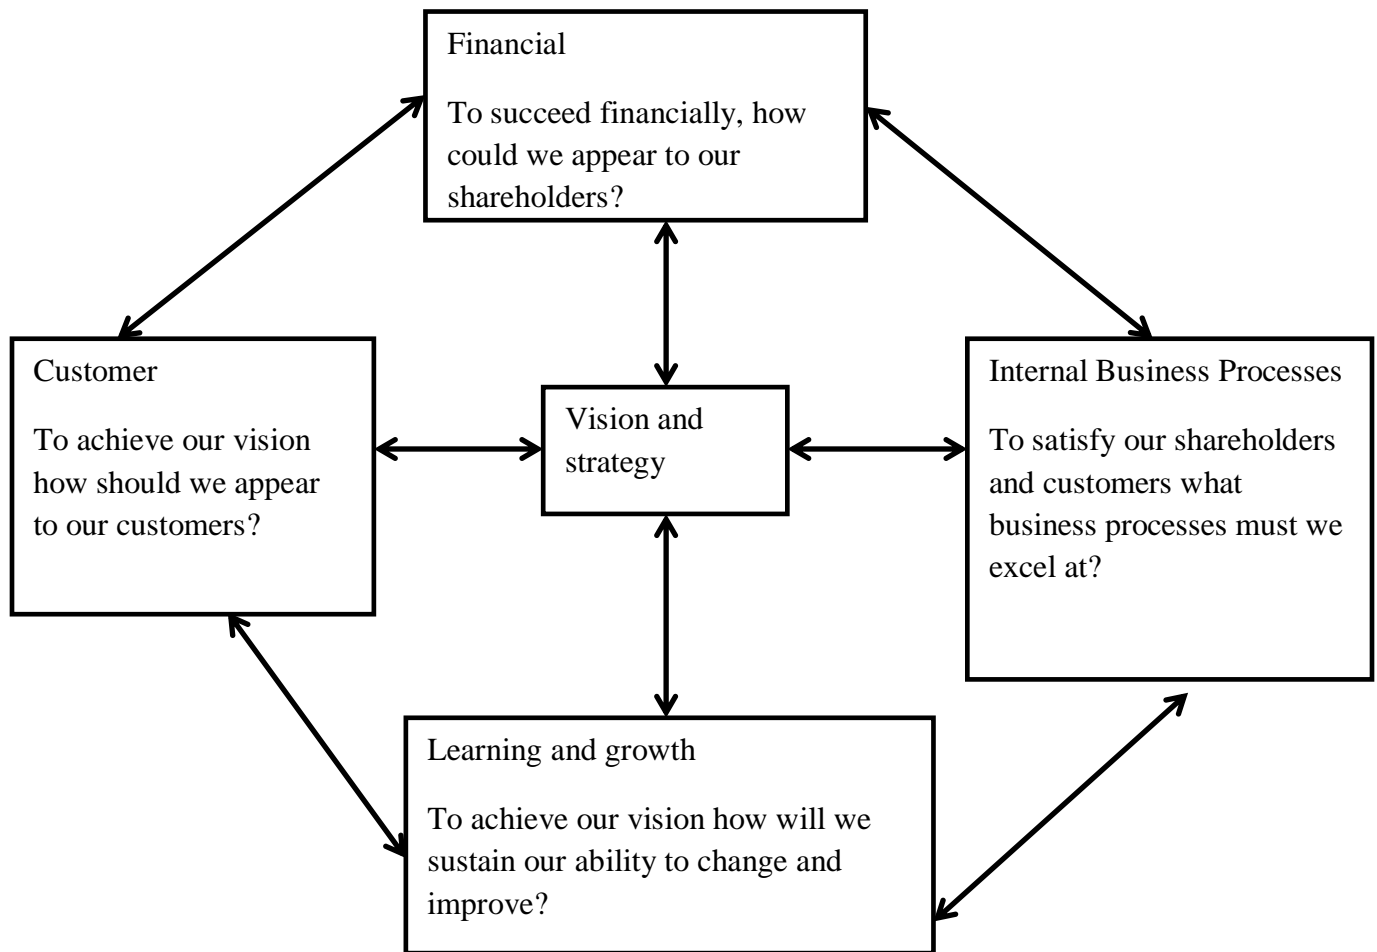 Financial
To succeed financially, how
could we appear to our
shareholders?
Customer
To achieve our vision
how should we appear
to our customers?
Vision and
strategy
Internal Business Processes
To satisfy our shareholders
and customers what
business processes must we
excel at?
Learning and growth
To achieve our vision how will we
sustain our ability to change and
improve?